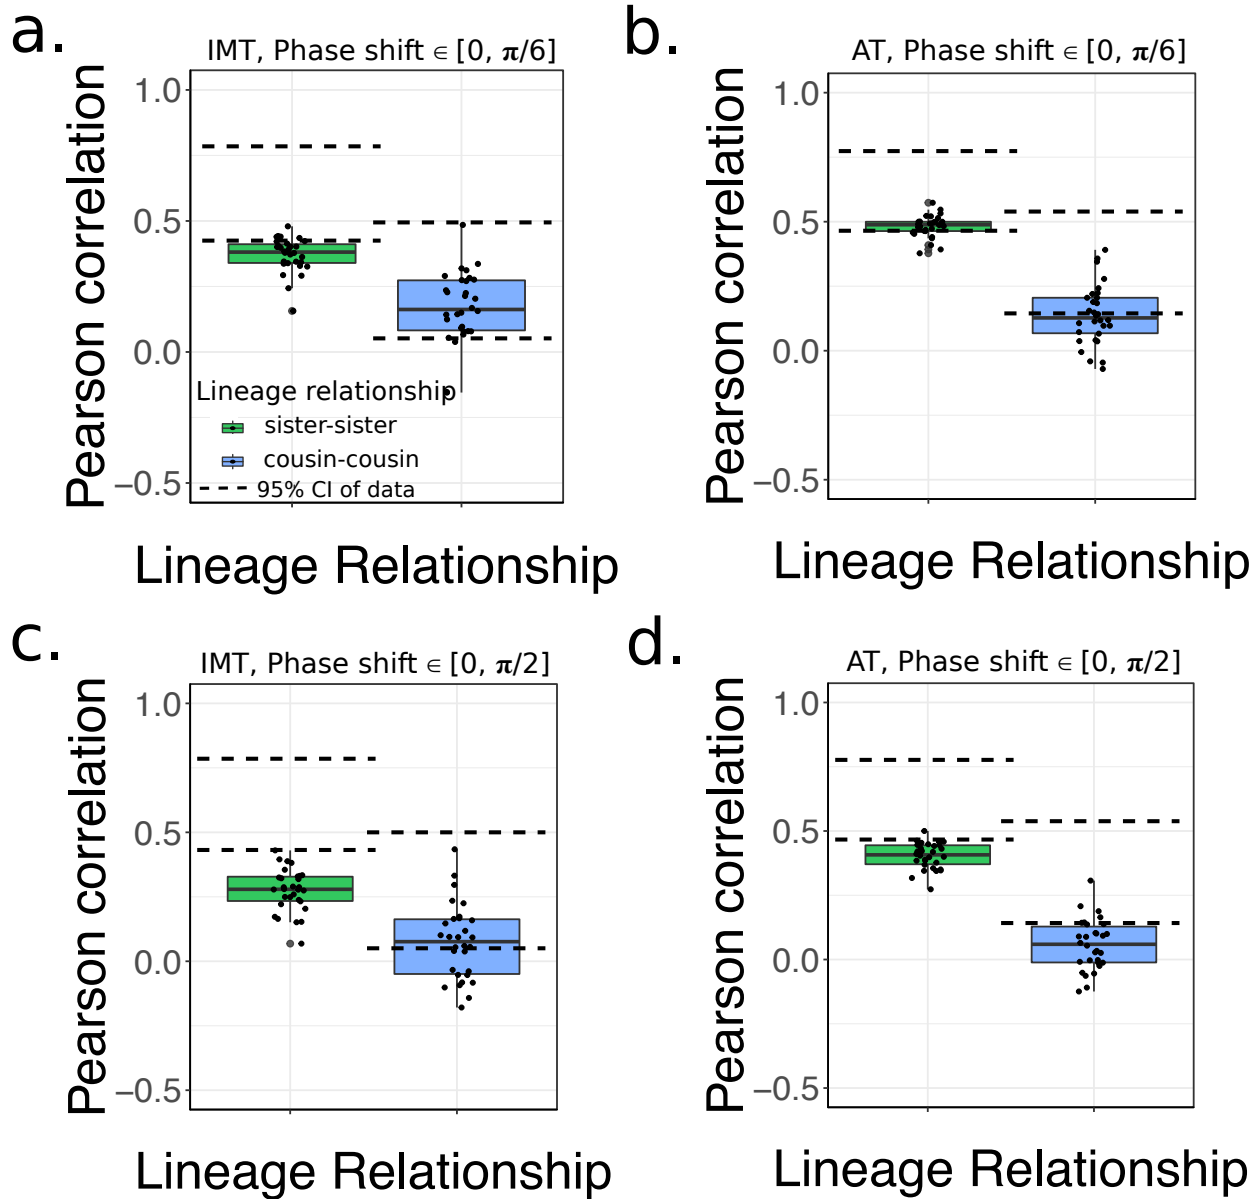 a.
IMT, Phase shift ∈ [0, π/6]
Pearson correlation
1.0
0.5
0.0
−0.5
Lineage relationship
sister-sister
cousin-cousin
95% CI of data
Lineage Relationship
b.
AT, Phase shift ∈ [0, π/6]
Pearson correlation
1.0
0.5
0.0
−0.5
Lineage Relationship
c.
IMT, Phase shift ∈ [0, π/2]
Pearson correlation
1.0
0.5
0.0
−0.5
Lineage Relationship
d.
AT, Phase shift ∈ [0, π/2]
Pearson correlation
1.0
0.5
0.0
−0.5
Lineage Relationship